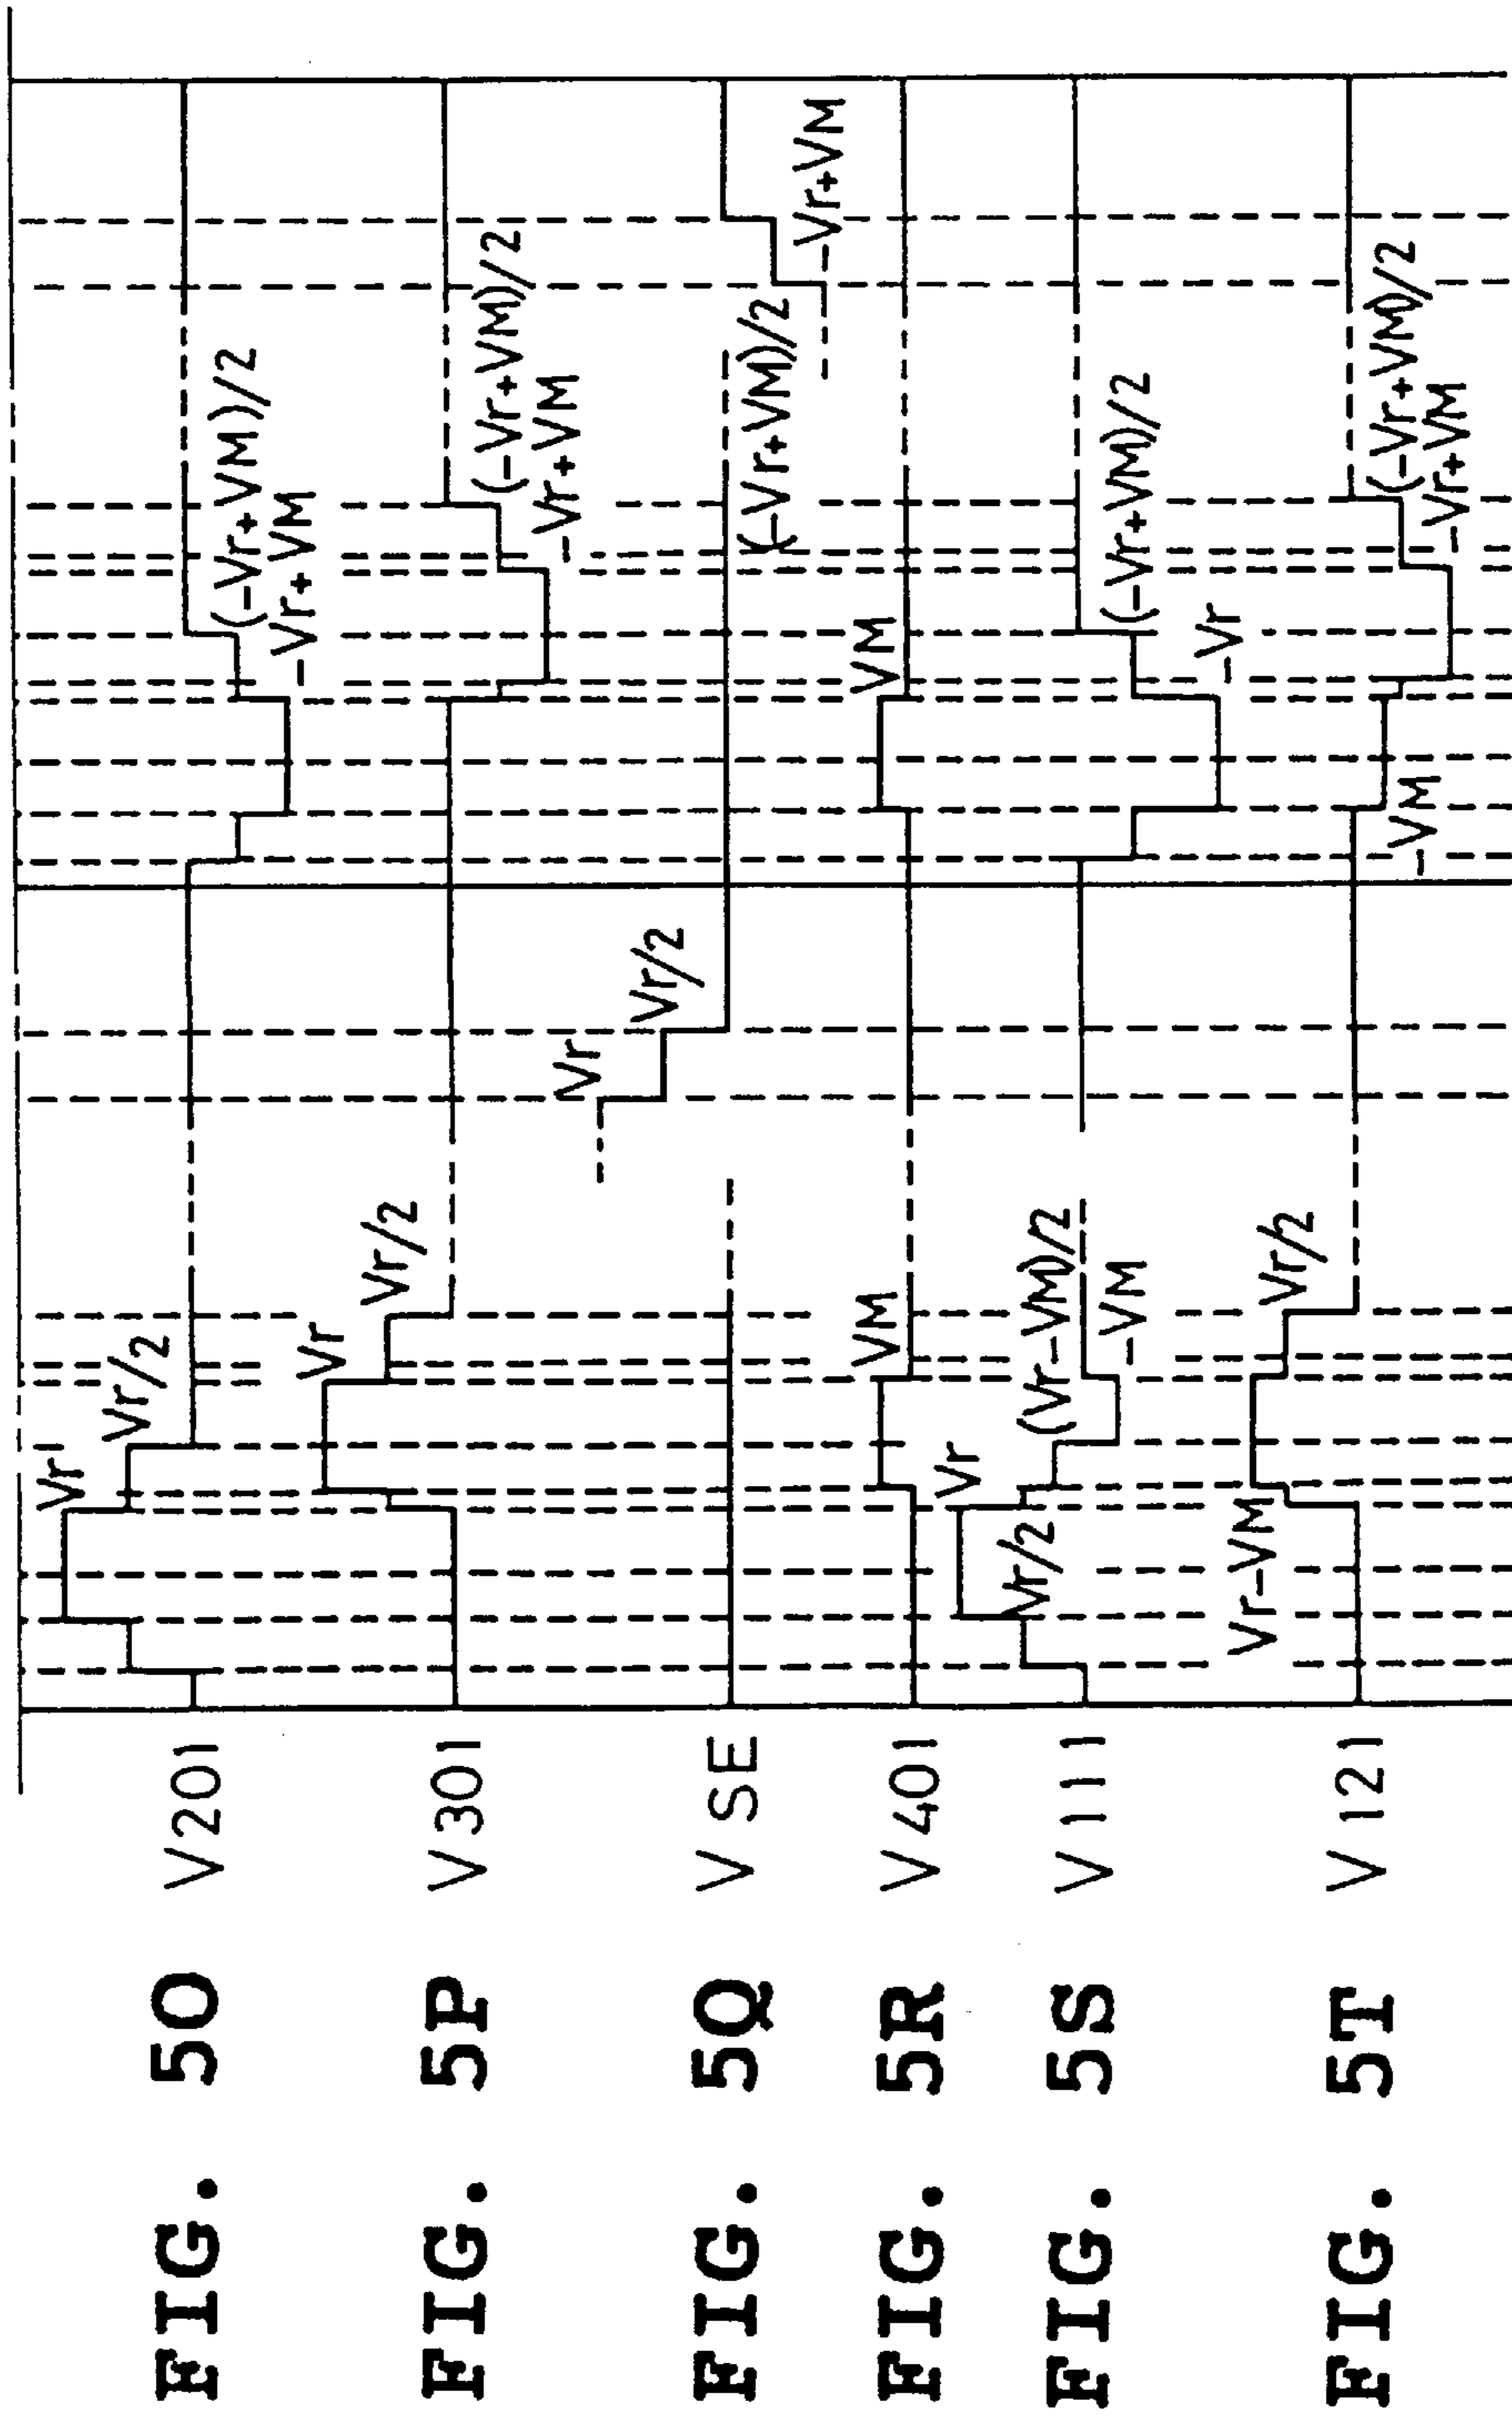 FIG. 5O V201 Vr Vr/2 (-Vr+VM)/2 -Vr+VM
FIG. 5P V301 Vr Vr/2 (-Vr+VM)/2 -Vr+VM
FIG. 5Q V SE Vr Vr/2 (-Vr+VM)/2 -Vr+VM
FIG. 5R V401 VM VM
FIG. 5S V111 Vr/2 Vr (Vr-VM)/2 -VM (-Vr+VM)/2 -Vr
FIG. 5T V121 Vr-VM Vr/2 -VM (-Vr+VM)/2 -Vr+VM